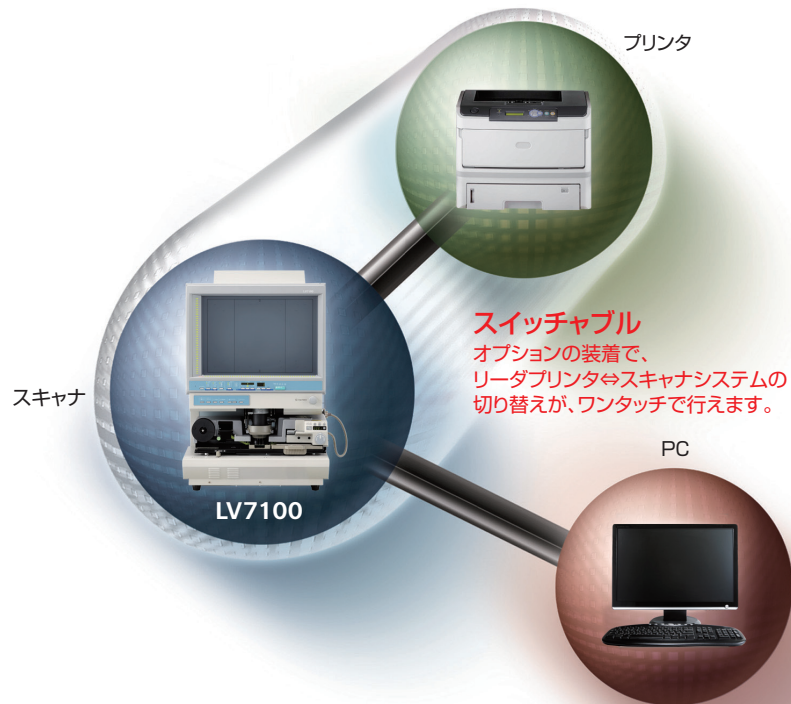 プリンタ
スイッチャブル
オプションの装着で、
リーダプリンタ⇔スキャナシステムの
切り替えが、ワンタッチで行えます。
スキャナ
PC
LV7100